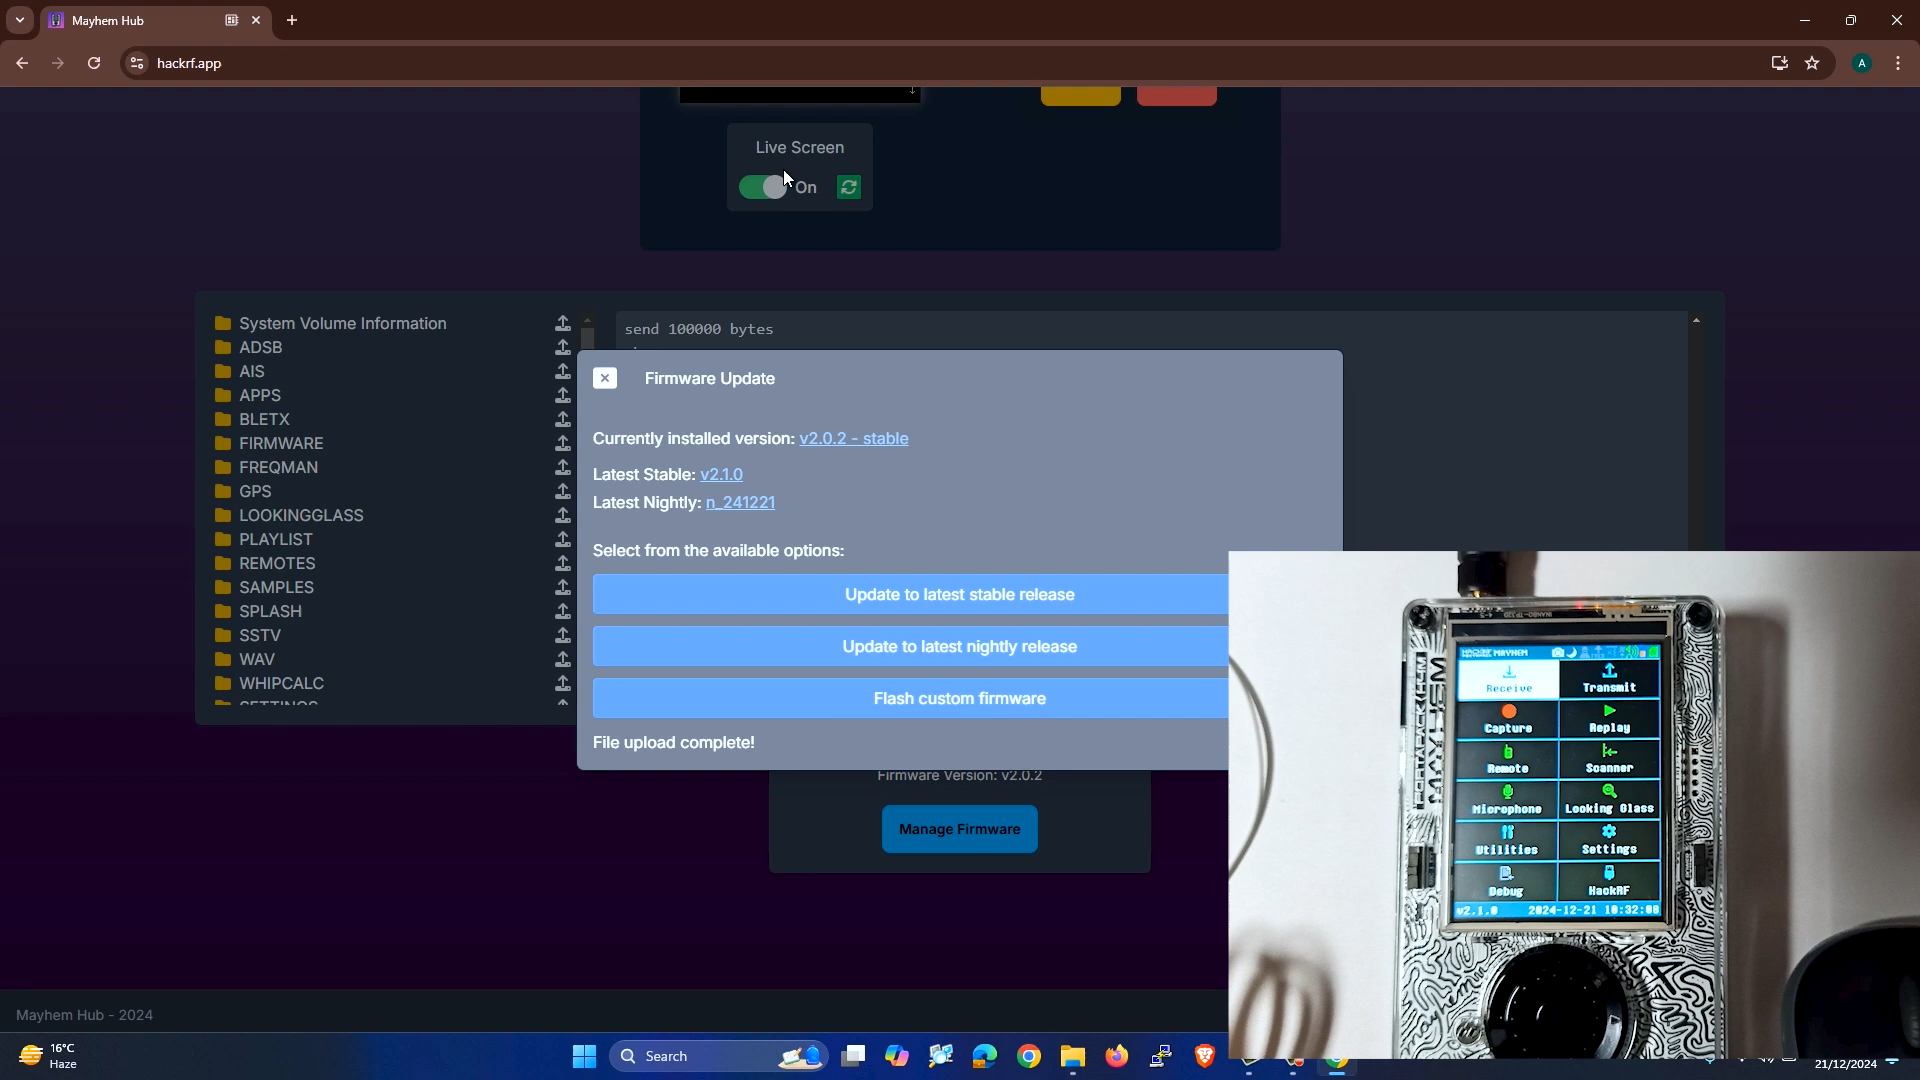 Mayhem Hub
hackrf.app
A
Live Screen
On
System Volume Information
ADSB
AIS
APPS
BLETX
FIRMWARE
FREQMAN
GPS
LOOKINGGLASS
PLAYLIST
REMOTES
SAMPLES
SPLASH
SSTV
WAV
WHIPCALC
SETTINGS
send 100000 bytes
Firmware Update
Currently installed version: v2.0.2 - stable
Latest Stable: v2.1.0
Latest Nightly: n_241221
Select from the available options:
Update to latest stable release
Update to latest nightly release
Flash custom firmware
File upload complete!
Firmware Version: v2.0.2
Manage Firmware
MAYHEM
Receive Transmit
Capture Replay
Remote Scanner
Microphone Looking Glass
Utilities Settings
Debug HackRF
v2.1.0 2024-12-21
PORTAPACK H4M
MAYHEM
Mayhem Hub - 2024
16°C
Haze
Search
21/12/2024